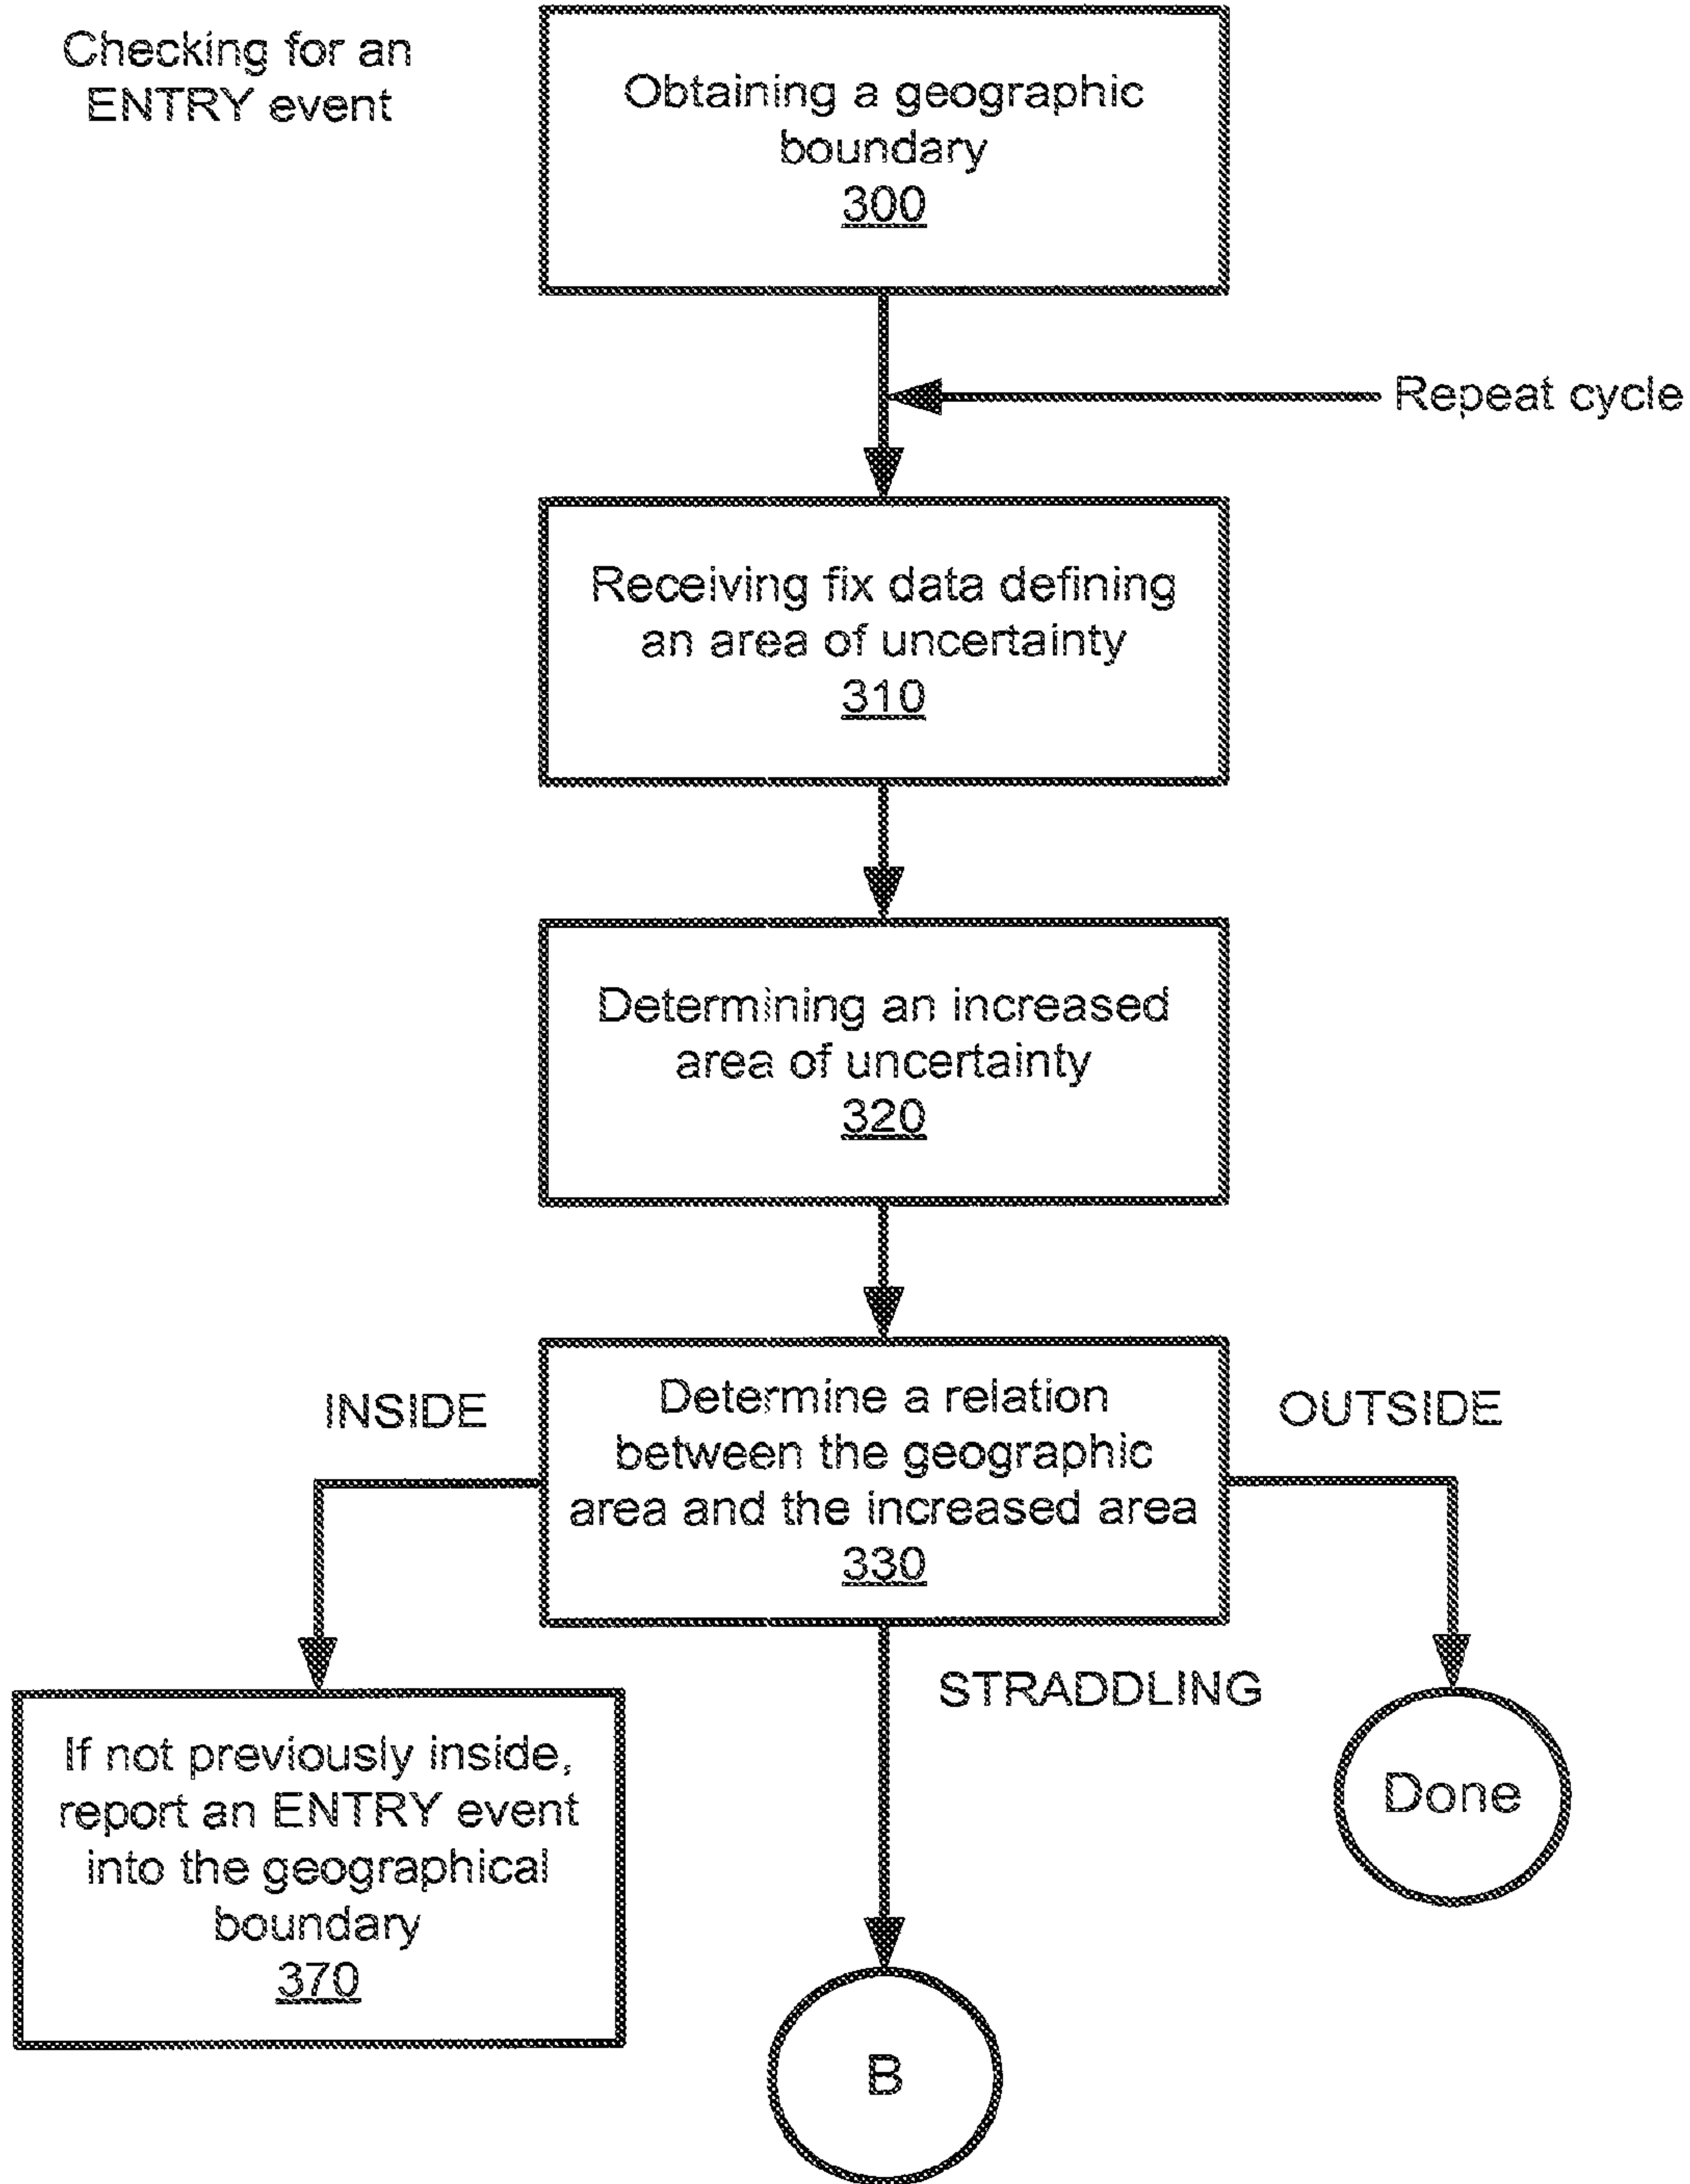 Checking for an
ENTRY event
Obtaining a geographic
boundary
300
Repeat cycle
Receiving fix data defining
an area of uncertainty
310
Determining an increased
area of uncertainty
320
INSIDE
Determine a relation
between the geographic
area and the increased area
330
OUTSIDE
STRADDLING
If not previously inside,
report an ENTRY event
into the geographical
boundary
370
Done
B